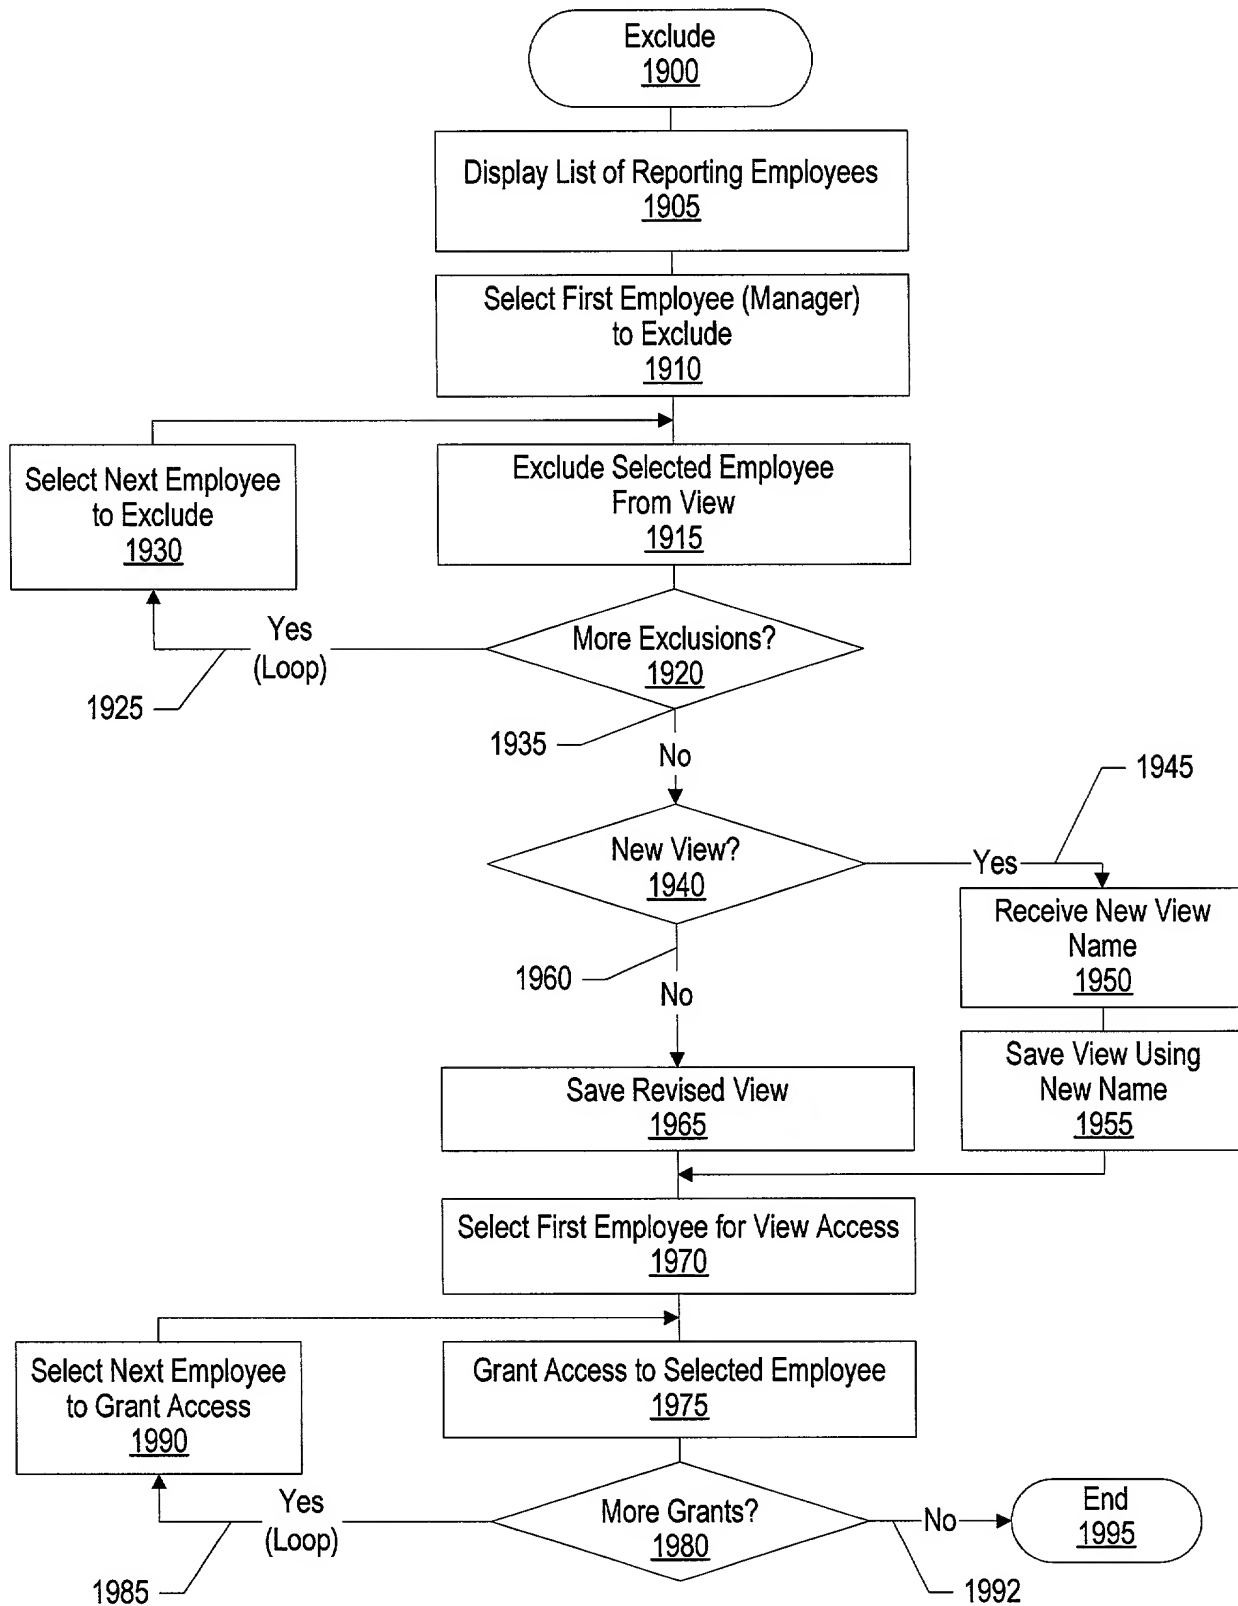 Exclude
1900
Display List of Reporting Employees
1905
Select First Employee (Manager)
to Exclude
1910
Select Next Employee
to Exclude
1930
Exclude Selected Employee
From View
1915
Yes
(Loop)
1925
More Exclusions?
1920
1935
No
1945
New View?
1940
Yes
Receive New View
Name
1950
1960
No
Save View Using
New Name
1955
Save Revised View
1965
Select First Employee for View Access
1970
Select Next Employee
to Grant Access
1990
Grant Access to Selected Employee
1975
Yes
(Loop)
1985
More Grants?
1980
No
1992
End
1995